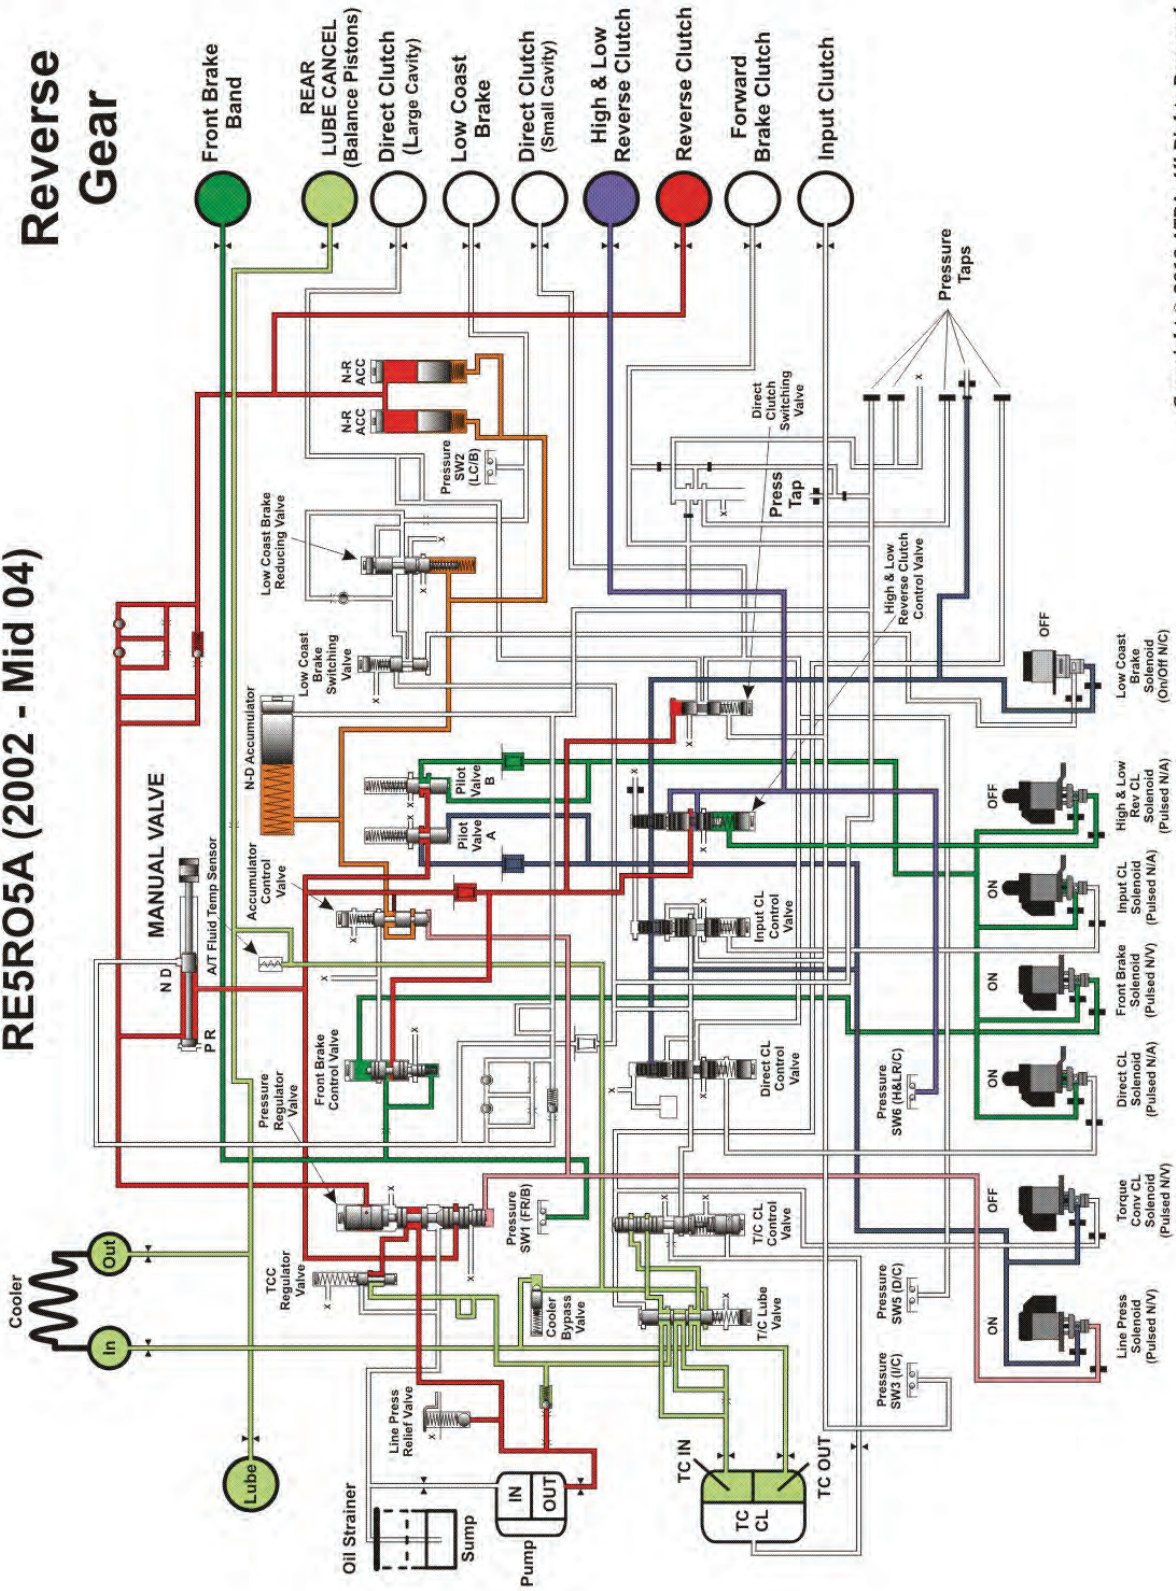 RE5RO5A (2002 - Mid 04)
Reverse
Gear
Cooler
In
Out
Lube
Oil Strainer
Sump
Pump
IN
OUT
Line Press
Relief Valve
TC IN
TC OUT
TC
CL
MANUAL VALVE
P R
N D
A/T Fluid Temp Sensor
TCC
Regulator
Valve
Pressure
Regulator
Valve
Front Brake
Control Valve
Accumulator
Control
Valve
N-D Accumulator
Pilot
Valve
A
Pilot
Valve
B
Low Coast
Brake
Switching
Valve
Low Coast Brake
Reducing Valve
N-R
ACC
N-R
ACC
Pressure
SW2
(LC/B)
Pressure
SW1 (FR/B)
Cooler
Bypass
Valve
T/C Lube
Valve
T/C CL
Control
Valve
Direct CL
Control
Valve
Input CL
Control
Valve
High & Low
Reverse Clutch
Control Valve
Direct
Clutch
Switching
Valve
Press
Tap
Pressure
Taps
Pressure
SW3 (I/C)
Pressure
SW5 (D/C)
Pressure
SW6 (H&LR/C)
Front Brake
Band
REAR
LUBE CANCEL
(Balance Pistons)
Direct Clutch
(Large Cavity)
Low Coast
Brake
Direct Clutch
(Small Cavity)
High & Low
Reverse Clutch
Reverse Clutch
Forward
Brake Clutch
Input Clutch
ON
Line Press
Solenoid
(Pulsed N/V)
OFF
Torque
Conv CL
Solenoid
(Pulsed N/V)
ON
Direct CL
Solenoid
(Pulsed N/A)
ON
Front Brake
Solenoid
(Pulsed N/V)
ON
Input CL
Solenoid
(Pulsed N/A)
OFF
High & Low
Rev CL
Solenoid
(Pulsed N/A)
OFF
Low Coast
Brake
Solenoid
(On/Off N/C)